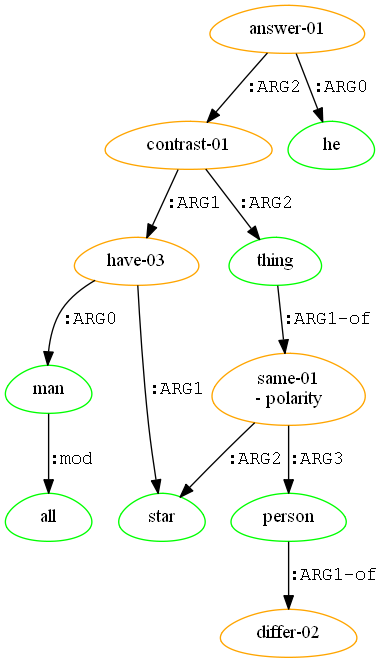 answer-01
:ARG2
:ARG0
contrast-01
he
:ARG1
:ARG2
have-03
thing
:ARG0
:ARG1-of
man
:ARG1
same-01
- polarity
:mod
:ARG2
:ARG3
all
star
person
:ARG1-of
differ-02